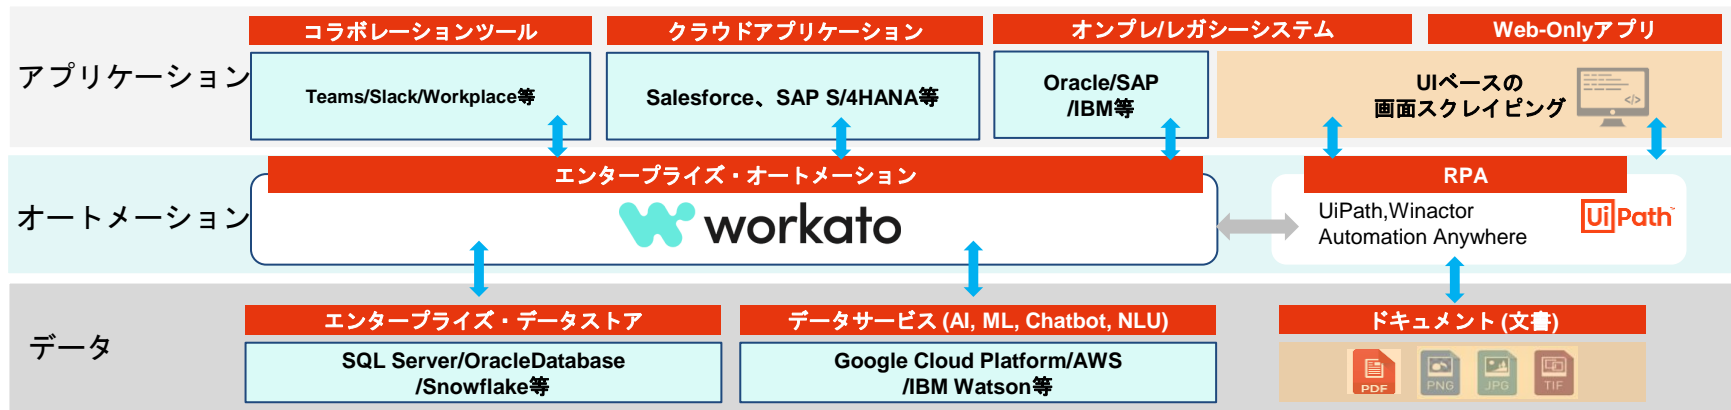 コラボレーションツール
クラウドアプリケーション
オンプレ/レガシーシステム
Web-Onlyアプリ
アプリケーション
Teams/Slack/Workplace等
Salesforce、SAP S/4HANA等
Oracle/SAP
/IBM等
UIベースの
画面スクレイピング
</>
エンタープライズ・オートメーション
RPA
オートメーション
workato
UiPath,Winactor
Automation Anywhere
UiPath™
エンタープライズ・データストア
データサービス (AI, ML, Chatbot, NLU)
ドキュメント (文書)
データ
SQL Server/OracleDatabase
/Snowflake等
Google Cloud Platform/AWS
/IBM Watson等
PDF
PNG
JPG
TIF